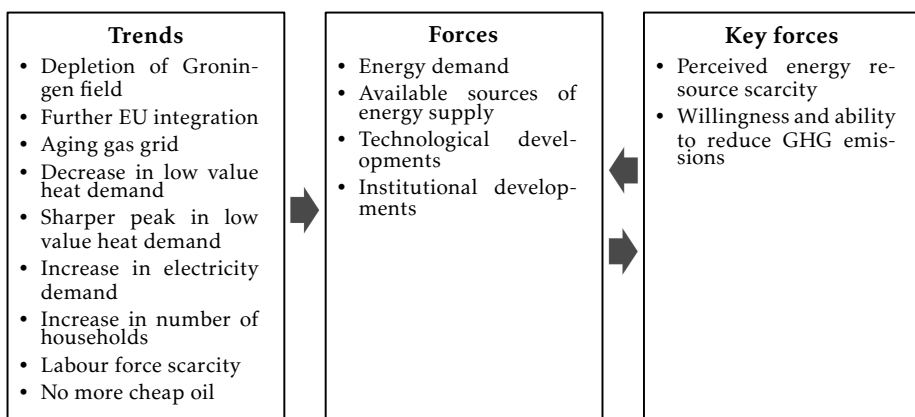 Trends
• Depletion of Gronin-
gen field
• Further EU integration
• Aging gas grid
• Decrease in low value
heat demand
• Sharper peak in low
value heat demand
• Increase in electricity
demand
• Increase in number of
households
• Labour force scarcity
• No more cheap oil
Forces
• Energy demand
• Available sources of
energy supply
• Technological devel-
opments
• Institutional develop-
ments
Key forces
• Perceived energy re-
source scarcity
• Willingness and ability
to reduce GHG emis-
sions